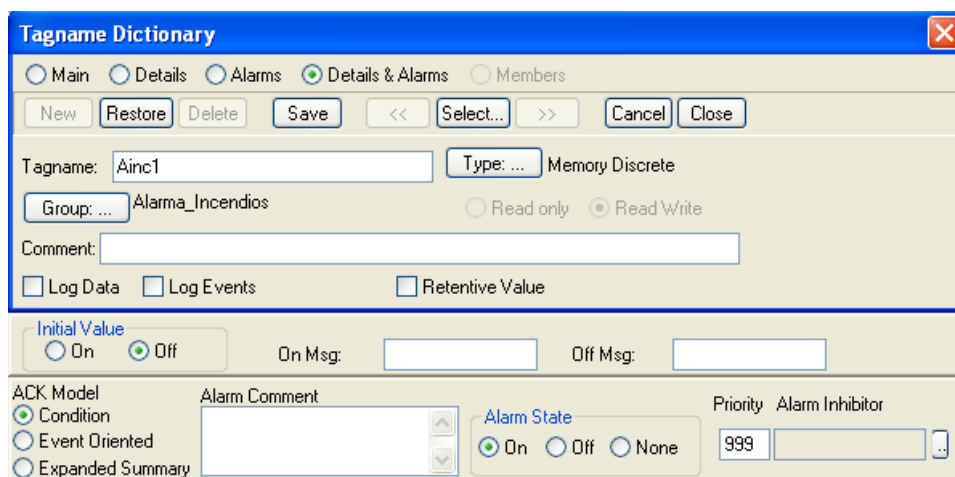 Tagname Dictionary
Main Details Alarms Details & Alarms Members
New Restore Delete Save << Select... >> Cancel Close
Tagname: Ainc1 Type: ... Memory Discrete
Group: ... Alarma_Incendios Read only Read Write
Comment:
Log Data Log Events Retentive Value
Initial Value
On Off On Msg: Off Msg:
ACK Model Alarm Comment Priority Alarm Inhibitor
Condition Alarm State
Event Oriented On Off None 999 ..
Expanded Summary